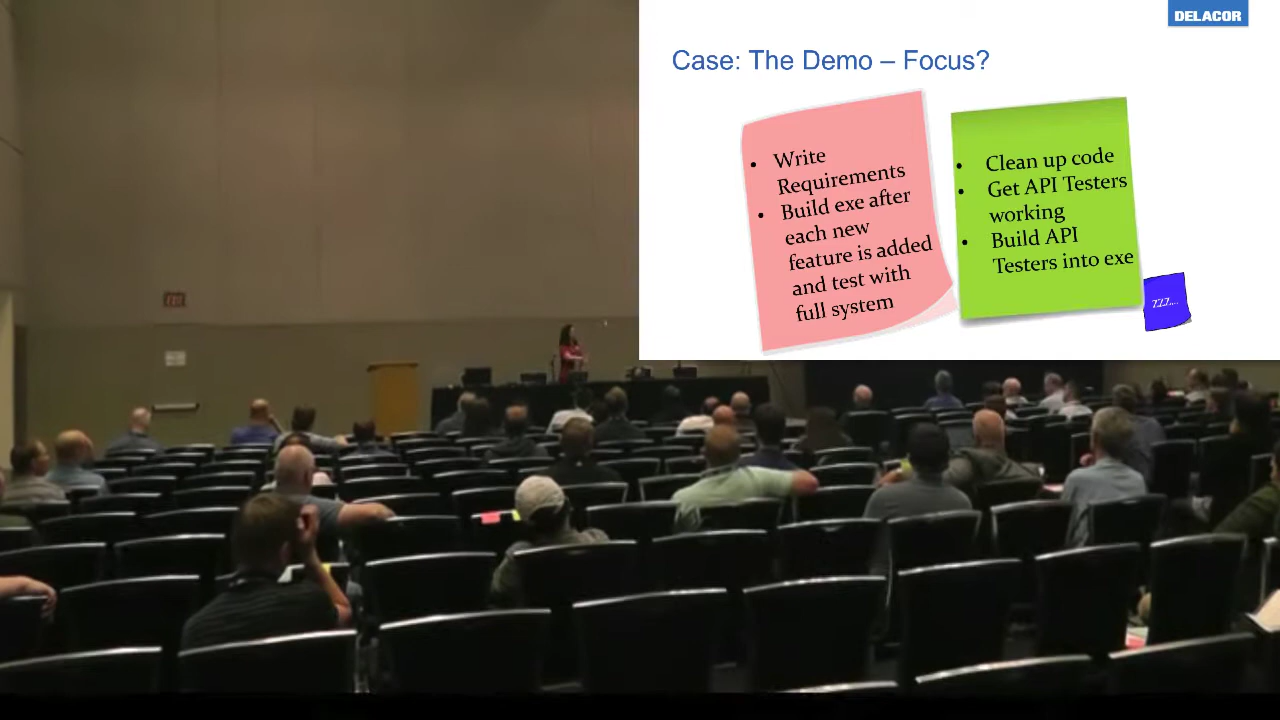 DELACOR
Case: The Demo – Focus?
• Write
Requirements
• Build exe after
each new
feature is added
and test with
full system
• Clean up code
• Get API Testers
working
• Build API
Testers into exe
ZZZ...